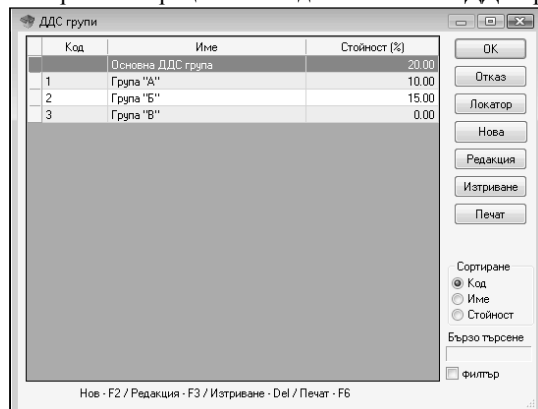 ДДС групи
Код Име Стойност (%)
Основна ДДС група 20.00
1 Група "А" 10.00
2 Група "Б" 15.00
3 Група "В" 0.00
OK
Отказ
Локатор
Нова
Редакция
Изтриване
Печат
Сортиране
Код
Име
Стойност
Бързо търсене
филтър
Нов - F2 / Редакция - F3 / Изтриване - Del / Печат - F6